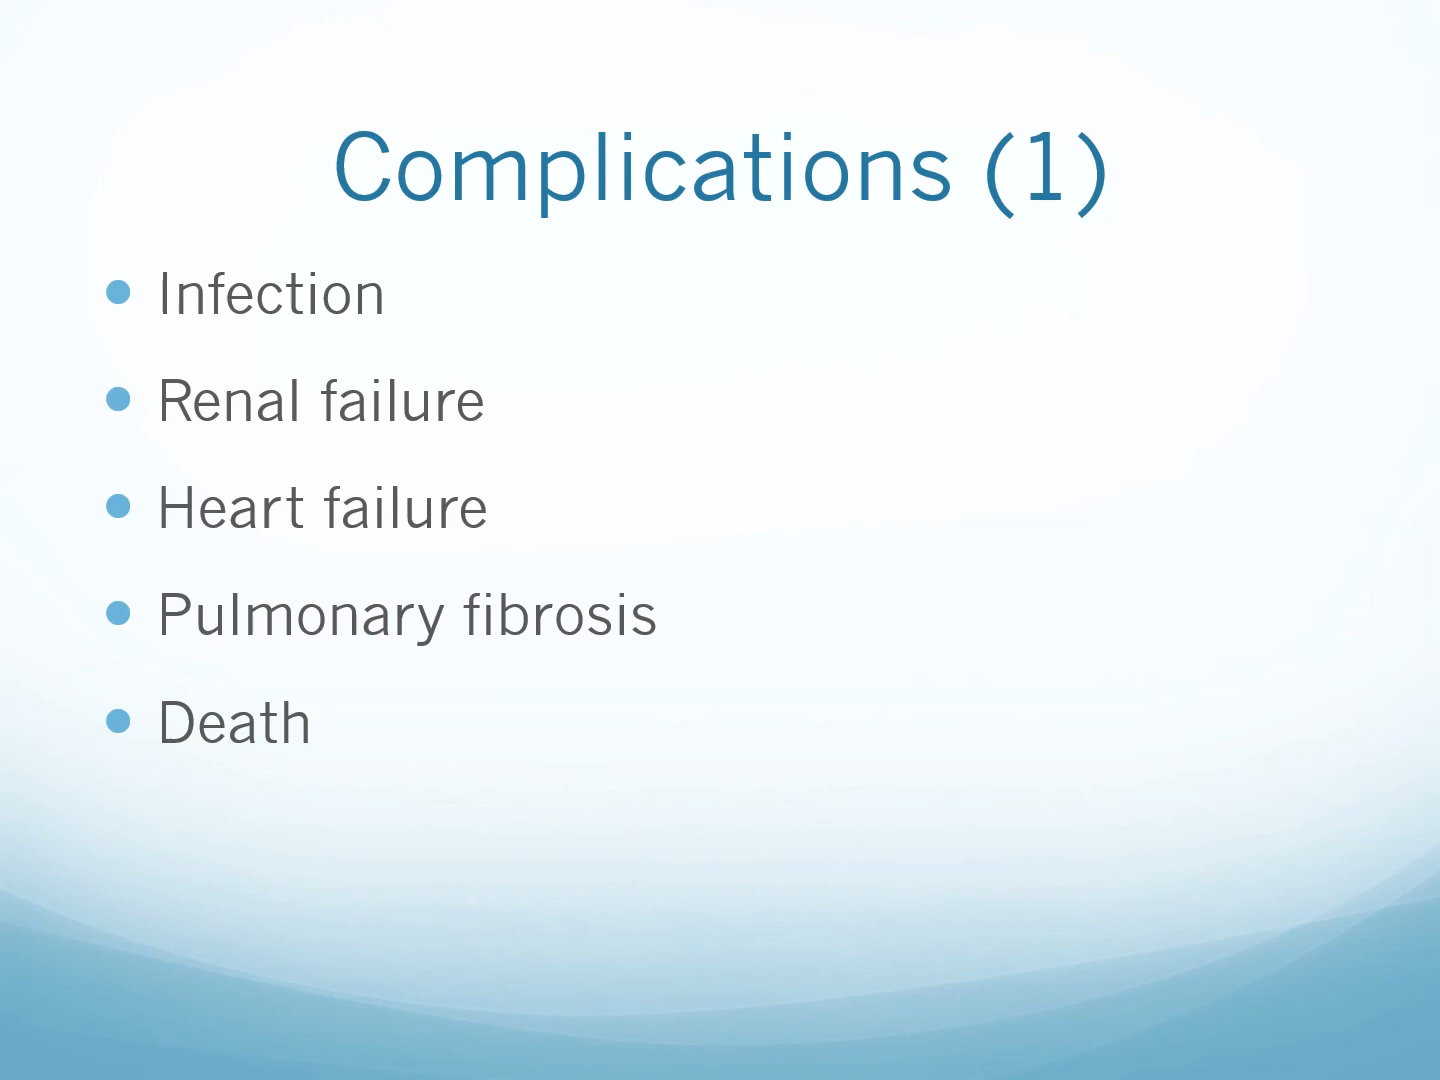 Complications (1)
Infection
Renal failure
Heart failure
Pulmonary fibrosis
Death